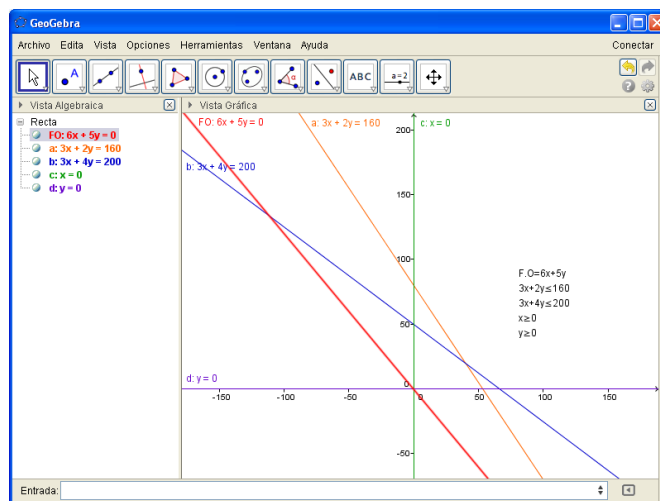 GeoGebra
Archivo Edita Vista Opciones Herramientas Ventana Ayuda
Conectar
A
α
ABC
a=2
Vista Algebraica
Vista Gráfica
Recta
FO: 6x + 5y = 0
a: 3x + 2y = 160
b: 3x + 4y = 200
c: x = 0
d: y = 0
FO: 6x + 5y = 0
a: 3x + 2y = 160
c: x = 0
b: 3x + 4y = 200
d: y = 0
200
150
100
50
0
-50
-150
-100
-50
0
50
100
150
F.O=6x+5y
3x+2y≤160
3x+4y≤200
x≥0
y≥0
Entrada: